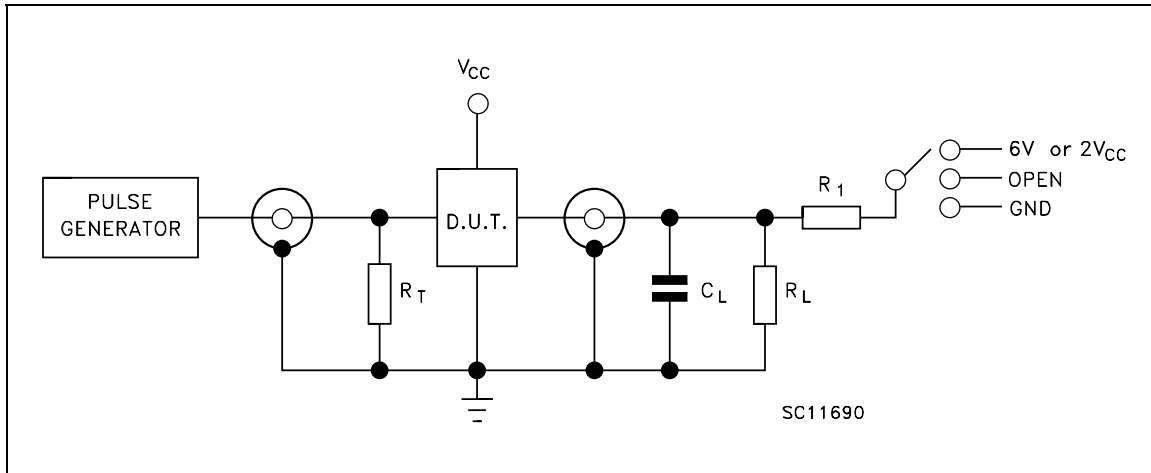 VCC
PULSE
GENERATOR
D.U.T.
RT
CL
RL
R1
6V or 2VCC
OPEN
GND
SC11690